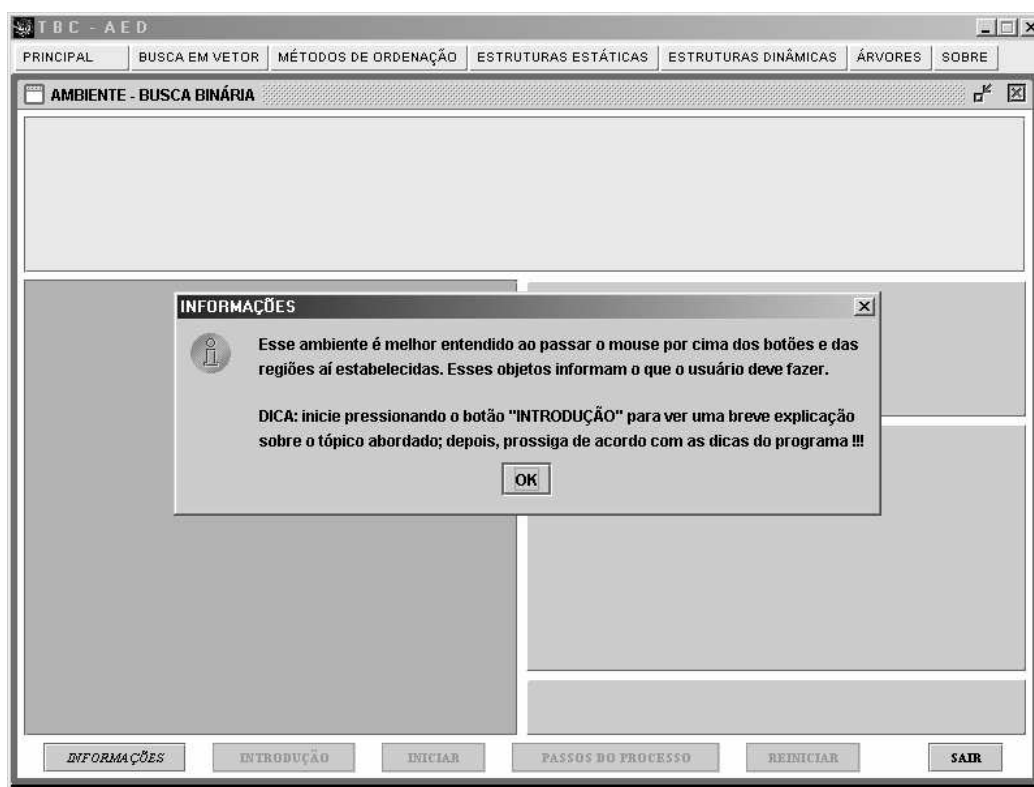 TBC - AED
PRINCIPAL BUSCA EM VETOR MÉTODOS DE ORDENAÇÃO ESTRUTURAS ESTÁTICAS ESTRUTURAS DINÂMICAS ÁRVORES SOBRE
AMBIENTE - BUSCA BINÁRIA
INFORMAÇÕES
Esse ambiente é melhor entendido ao passar o mouse por cima dos botões e das
regiões aí estabelecidas. Esses objetos informam o que o usuário deve fazer.
DICA: inicie pressionando o botão "INTRODUÇÃO" para ver uma breve explicação
sobre o tópico abordado; depois, prossiga de acordo com as dicas do programa !!!
OK
INFORMAÇÕES INTRODUÇÃO INICIAR PASSOS DO PROCESSO REINICIAR SAIR